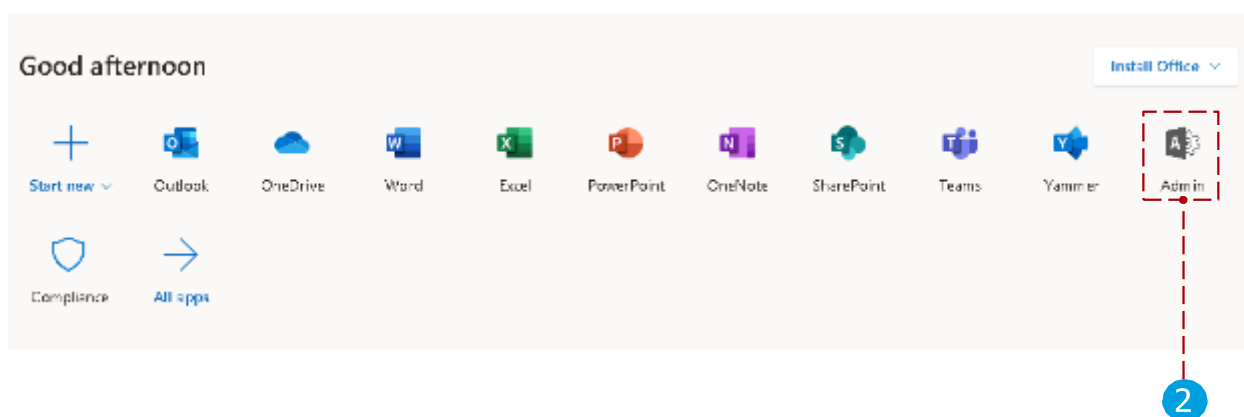 Good afternoon
Install Office
Start new
Outlook
OneDrive
Word
Excel
PowerPoint
OneNote
SharePoint
Teams
Yammer
Admin
Compliance
All apps
2